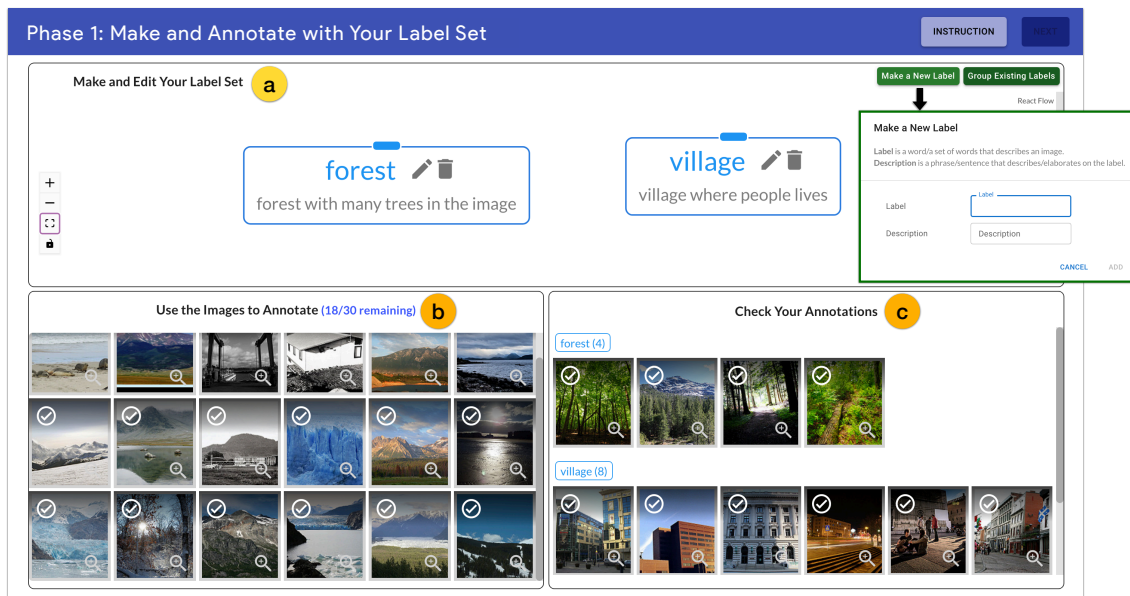 Phase 1: Make and Annotate with Your Label Set
INSTRUCTION
NEXT
Make and Edit Your Label Set
a
Make a New Label
Group Existing Labels
React Flow
forest
forest with many trees in the image
village
village where people lives
Make a New Label
Label is a word/a set of words that describes an image.
Description is a phrase/sentence that describes/elaborates on the label.
Label
Label
Description
Description
CANCEL
ADD
Use the Images to Annotate (18/30 remaining)
b
Check Your Annotations
c
forest (4)
village (8)